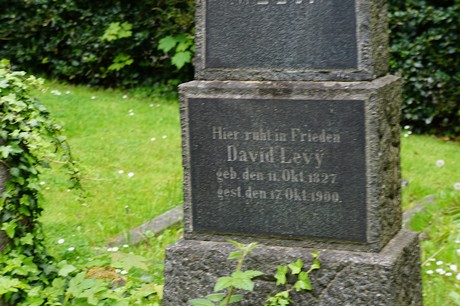 Hier ruht in Frieden
David Levy
geb. den 11. Okt. 1827
gest. den 17. Okt. 1900.